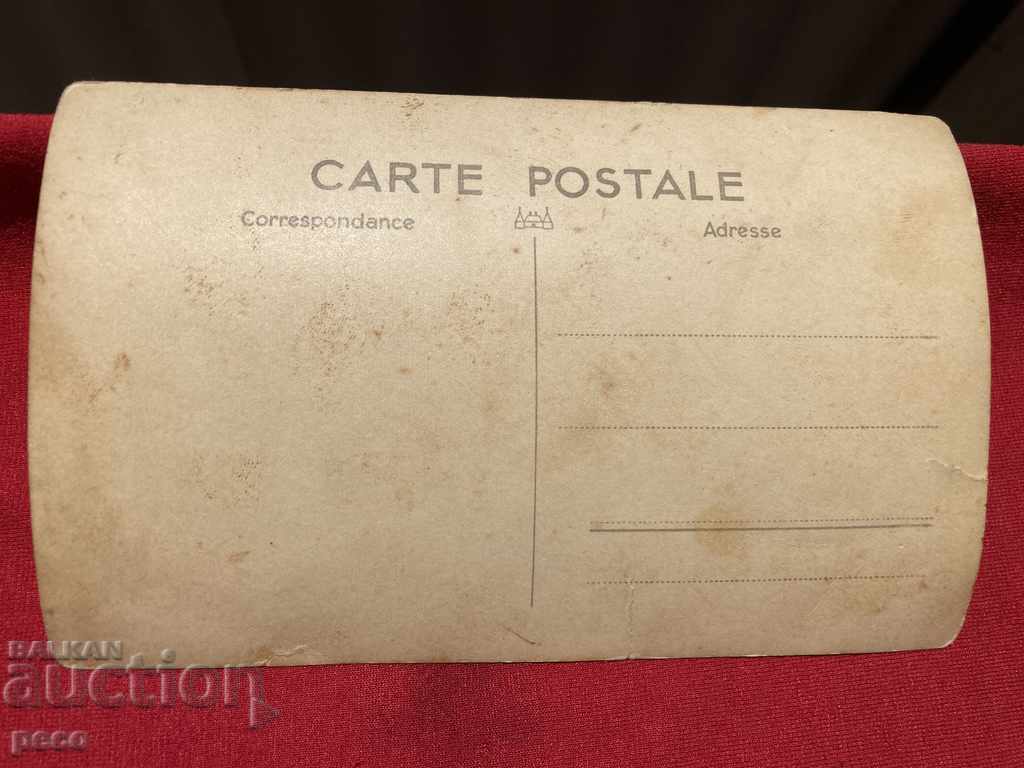 CARTE POSTALE
Correspondance
Adresse
BALKAN
auction
peco